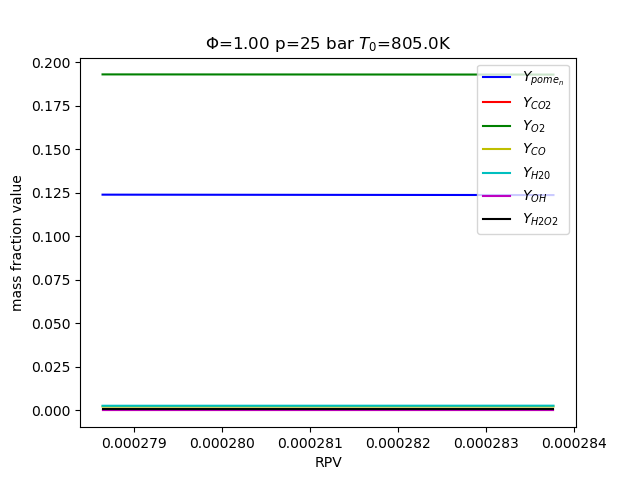 Φ=1.00 p=25 bar T0=805.0K
mass fraction value
0.200
0.175
0.150
0.125
0.100
0.075
0.050
0.025
0.000
Ypomen
YCO2
YO2
YCO
YH20
YOH
YH2O2
0.000279 0.000280 0.000281 0.000282 0.000283 0.000284
RPV